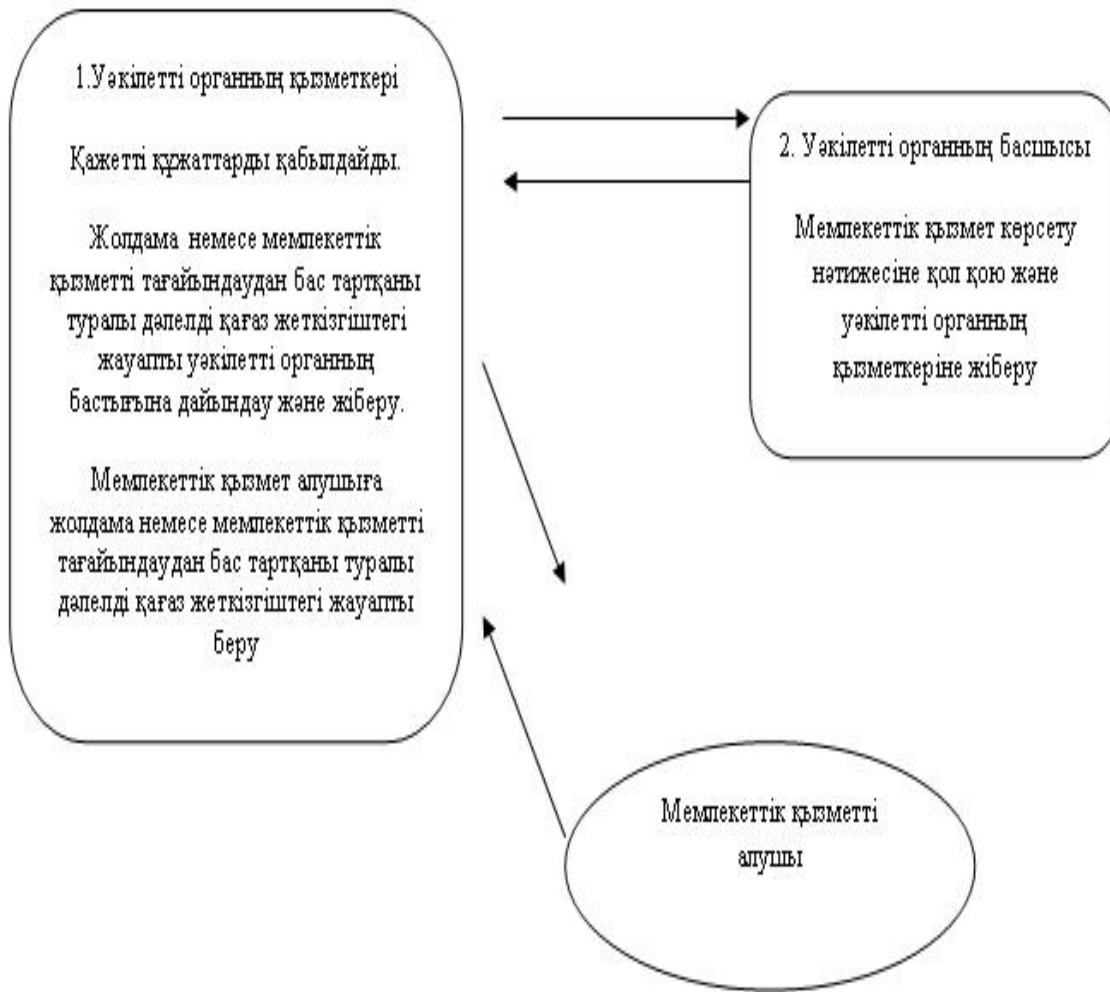 1.Уәкілетті органның қызметкері
Қажетті құжаттарды қабылдайды.
Жолдама немесе мемлекеттік
қызметті тағайындаудан бас тартқаны
туралы дәлелді қағаз жеткізгіштегі
жауапты уәкілетті органның
бастығына дайындау және жіберу.
Мемлекеттік қызмет алушыға
жолдама немесе мемлекеттік қызметті
тағайындаудан бас тартқаны туралы
дәлелді қағаз жеткізгіштегі жауапты
беру
2. Уәкілетті органның басшысы
Мемлекеттік қызмет көрсету
нәтижесіне қол қою және
уәкілетті органның
қызметкеріне жіберу
Мемлекеттік қызметті
алушы